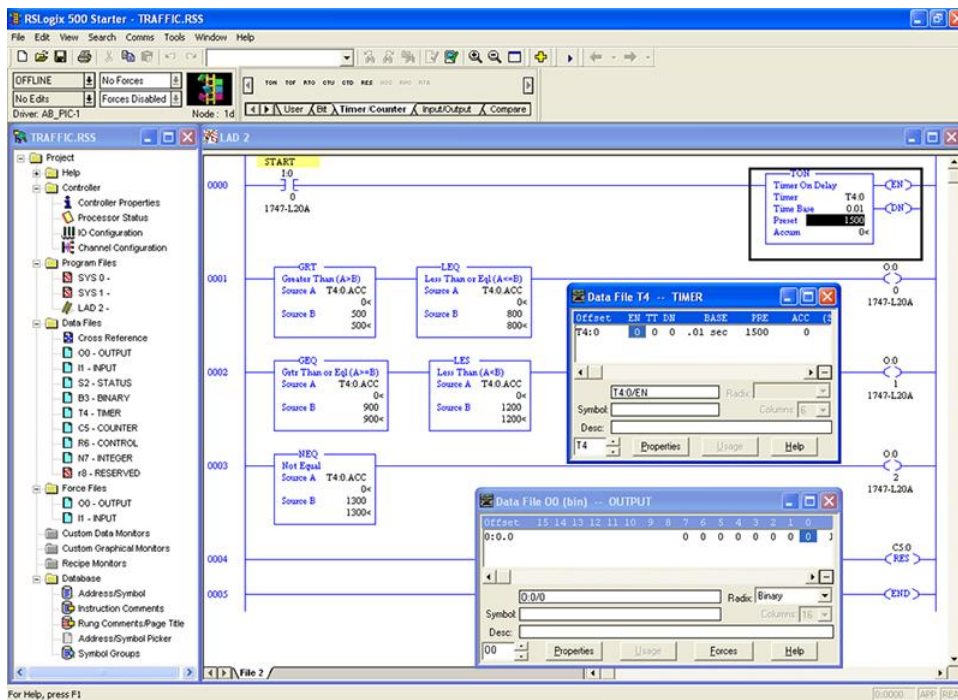 RSLogix 500 Starter - TRAFFIC.RSS
File Edit View Search Comms Tools Window Help
OFFLINE No Forces
No Edits Forces Disabled
Driver: AB_PIC-1 Node : 1d
TON TOF RTO CTU CTD RES
User Bit Timer/Counter Input/Output Compare
TRAFFIC.RSS
Project
Help
Controller
Controller Properties
Processor Status
IO Configuration
Channel Configuration
Program Files
SYS 0 -
SYS 1 -
LAD 2 -
Data Files
Cross Reference
O0 - OUTPUT
I1 - INPUT
S2 - STATUS
B3 - BINARY
T4 - TIMER
C5 - COUNTER
R6 - CONTROL
N7 - INTEGER
r8 - RESERVED
Force Files
O0 - OUTPUT
I1 - INPUT
Custom Data Monitors
Custom Graphical Monitors
Recipe Monitors
Database
Address/Symbol
Instruction Comments
Rung Comments/Page Title
Address/Symbol Picker
Symbol Groups
LAD 2
START
I:0
0000
0
1747-L20A
TON
Timer On Delay
Timer T4:0
Time Base 0.01
Preset 1500
Accum 0<
EN
DN
0001
GRT
Greater Than (A>B)
Source A T4:0.ACC
0<
Source B 500
500<
LEQ
Less Than or Eql (A<=B)
Source A T4:0.ACC
0<
Source B 800
800<
O:0
0
1747-L20A
0002
GEQ
Grtr Than or Eql (A>=B)
Source A T4:0.ACC
0<
Source B 900
900<
LES
Less Than (A<B)
Source A T4:0.ACC
0<
Source B 1200
1200<
O:0
1
1747-L20A
0003
NEQ
Not Equal
Source A T4:0.ACC
0<
Source B 1300
1300<
O:0
2
1747-L20A
0004
C5:0
RES
0005
END
Data File T4 -- TIMER
Offset EN TT DN BASE PRE ACC (S
T4:0 0 0 0 .01 sec 1500 0
T4:0/EN Radix:
Symbol: Columns: 6
Desc:
T4 Properties Usage Help
Data File O0 (bin) -- OUTPUT
Offset 15 14 13 12 11 10 9 8 7 6 5 4 3 2 1 0
O:0.0 0 0 0 0 0 0 0 0
O:0/0 Radix: Binary
Symbol: Columns: 16
Desc:
O0 Properties Usage Forces Help
File 2
For Help, press F1
0:0000 APP REA